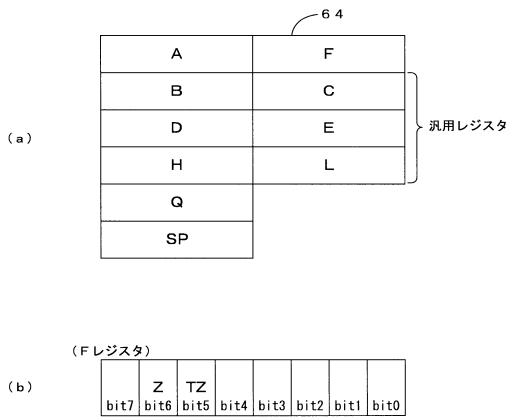 64
A F
B C
(a) D E 汎用レジスタ
H L
Q
SP
(Fレジスタ)
Z TZ
(b) bit7 bit6 bit5 bit4 bit3 bit2 bit1 bit0